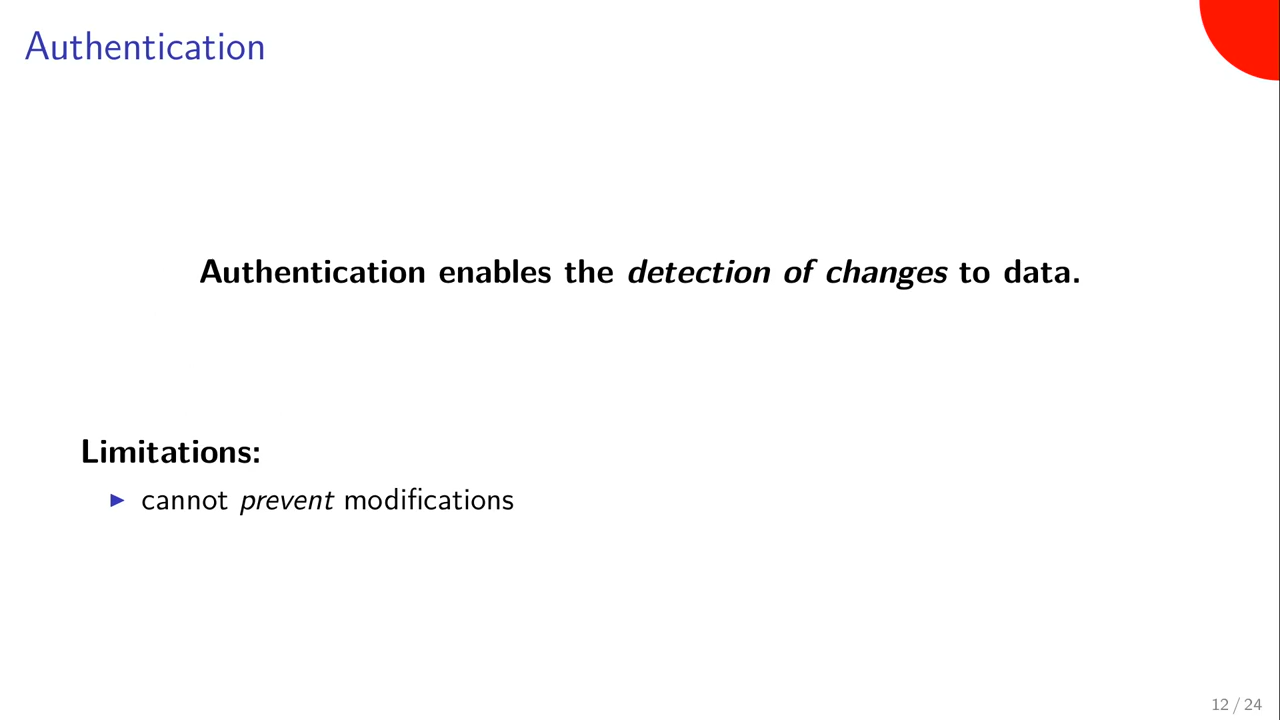 Authentication
Authentication enables the detection of changes to data.
Limitations:
▶ cannot prevent modifications
12 / 24